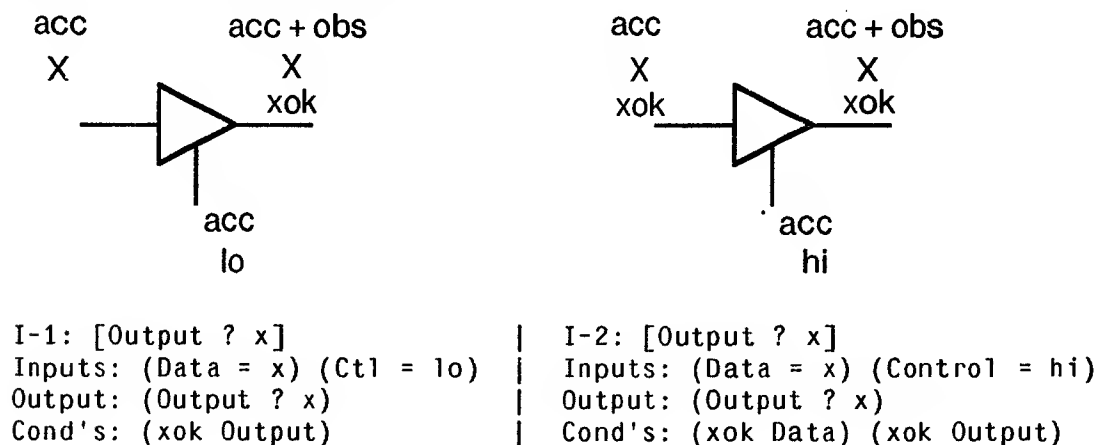 acc acc + obs acc acc + obs
X X X X
xok xok xok
acc acc
lo hi
I-1: [Output ? x] | I-2: [Output ? x]
Inputs: (Data = x) (Ctl = lo) | Inputs: (Data = x) (Control = hi)
Output: (Output ? x) | Output: (Output ? x)
Cond's: (xok Output) | Cond's: (xok Data) (xok Output)